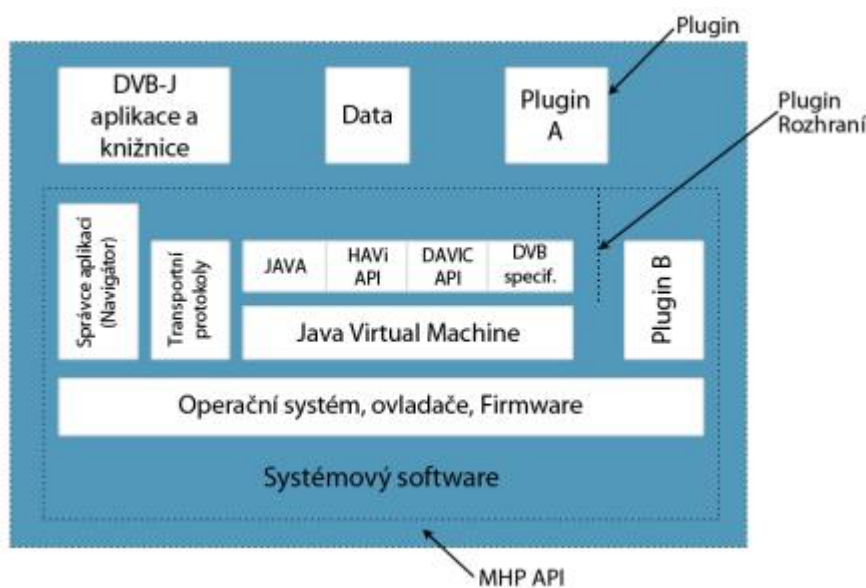 Plugin
DVB-J
aplikace a
knižnice
Data
Plugin
A
Plugin
Rozhraní
Správce aplikací
(Navigátor)
Transportní
protokoly
JAVA
HAVi
API
DAVIC
API
DVB
specif.
Java Virtual Machine
Plugin B
Operační systém, ovladače, Firmware
Systémový software
MHP API